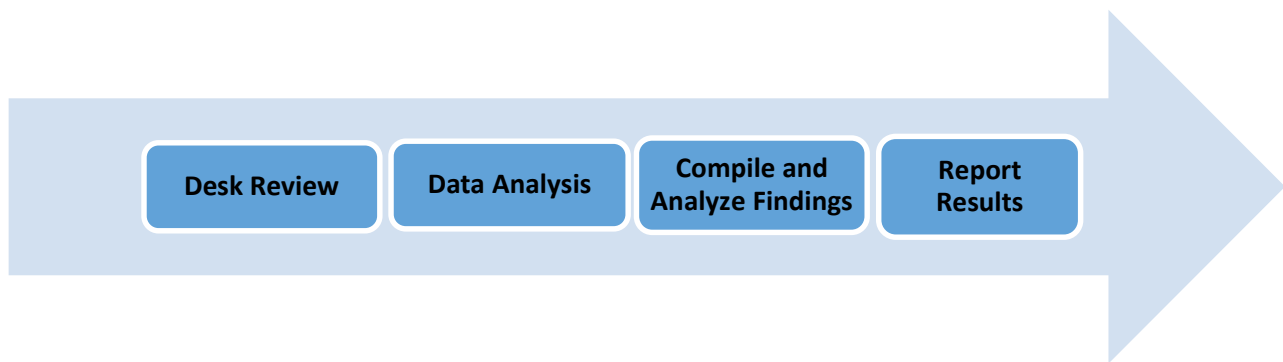 Desk Review
Data Analysis
Compile and
Analyze Findings
Report
Results